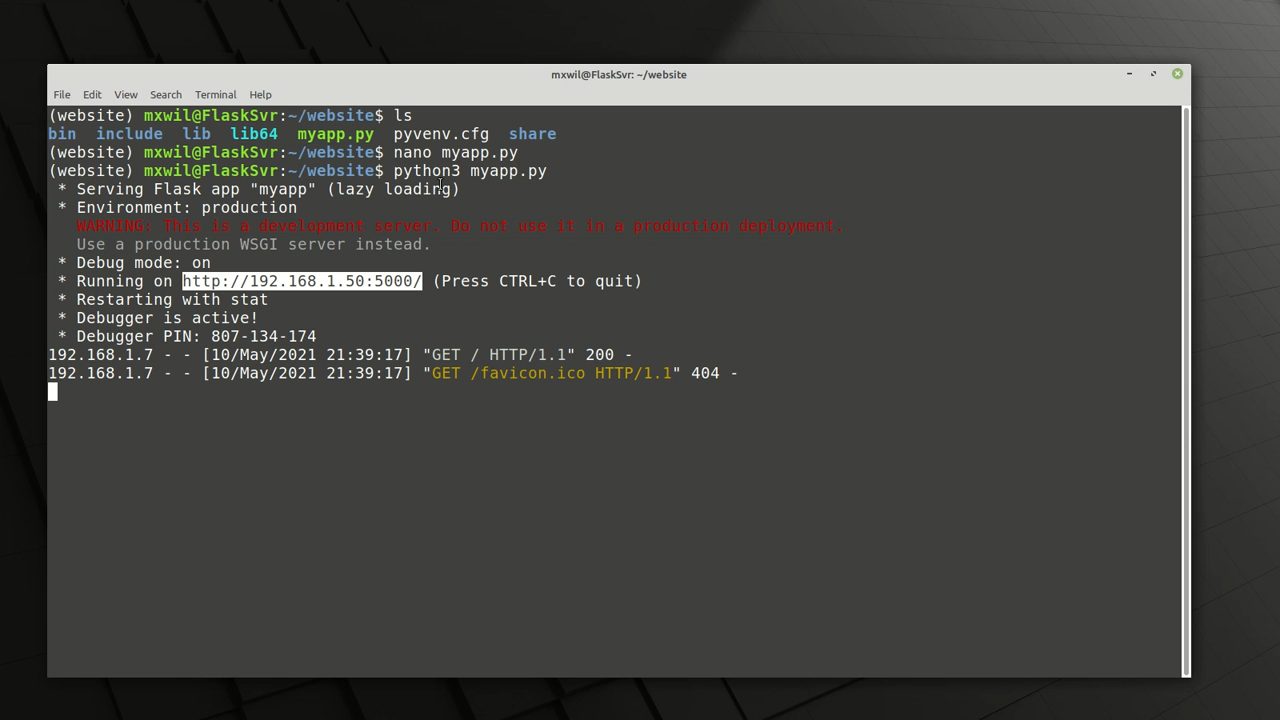 mxwil@FlaskSvr: ~/website
File Edit View Search Terminal Help
(website) mxwil@FlaskSvr:~/website$ ls
bin include lib lib64 myapp.py pyvenv.cfg share
(website) mxwil@FlaskSvr:~/website$ nano myapp.py
(website) mxwil@FlaskSvr:~/website$ python3 myapp.py
* Serving Flask app "myapp" (lazy loading)
* Environment: production
WARNING: This is a development server. Do not use it in a production deployment.
Use a production WSGI server instead.
* Debug mode: on
* Running on http://192.168.1.50:5000/ (Press CTRL+C to quit)
* Restarting with stat
* Debugger is active!
* Debugger PIN: 807-134-174
192.168.1.7 - - [10/May/2021 21:39:17] "GET / HTTP/1.1" 200 -
192.168.1.7 - - [10/May/2021 21:39:17] "GET /favicon.ico HTTP/1.1" 404 -